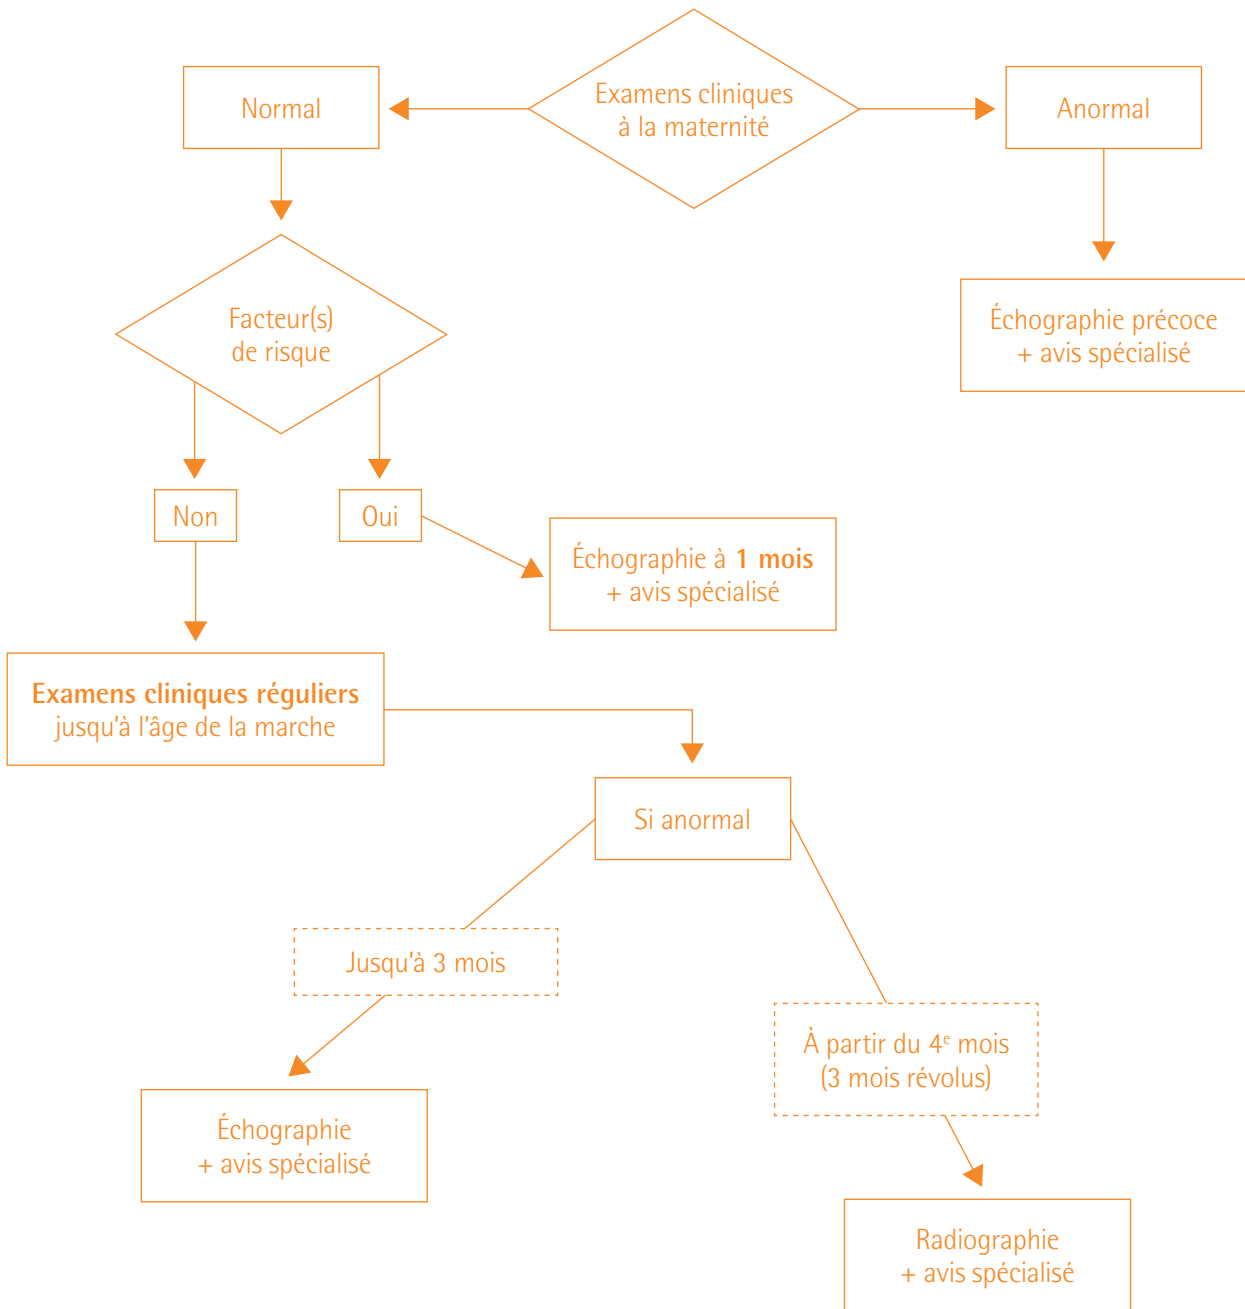 Examens cliniques
à la maternité
Normal
Anormal
Facteur(s)
de risque
Échographie précoce
+ avis spécialisé
Non
Oui
Échographie à 1 mois
+ avis spécialisé
Examens cliniques réguliers
jusqu'à l'âge de la marche
Si anormal
Jusqu'à 3 mois
À partir du 4e mois
(3 mois révolus)
Échographie
+ avis spécialisé
Radiographie
+ avis spécialisé